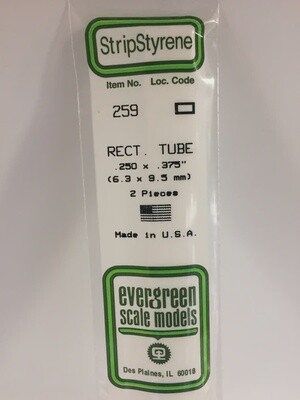 StripStyrene
Item No. Loc. Code
259
RECT. TUBE
.250 x .375"
(6.3 x 9.5 mm)
2 Pieces
Made in U.S.A.
evergreen
scale models
Des Plaines, IL 60018